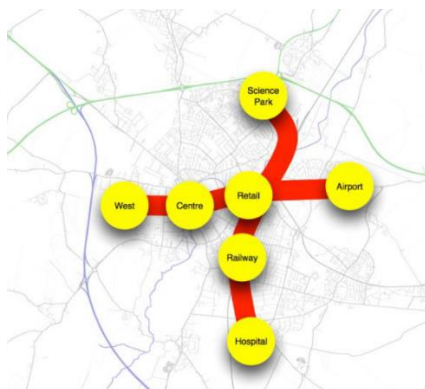 Science
Park
Airport
Retail
West
Centre
Railway
Hospital